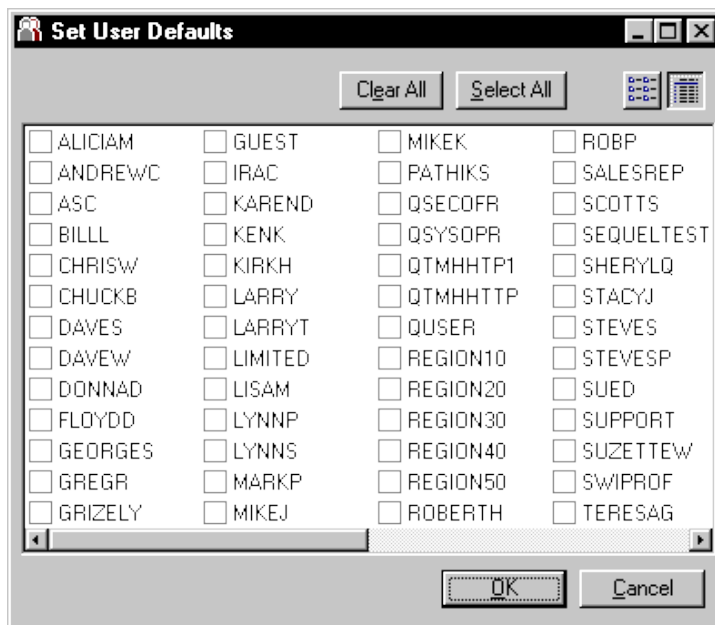 Set User Defaults
Clear All Select All
ALICIAM GUEST MIKEK ROBP
ANDREWC IRAC PATHIKS SALESREP
ASC KAREND QSECOFR SCOTTS
BILLL KENK QSYSOPR SEQUELTEST
CHRISW KIRKH QTMHHTP1 SHERYLQ
CHUCKB LARRY QTMHHTTP STACYJ
DAVES LARRYT QUSER STEVES
DAVEW LIMITED REGION10 STEVESP
DONNAD LISAM REGION20 SUED
FLOYDD LYNNP REGION30 SUPPORT
GEORGES LYNNS REGION40 SUZETTEW
GREGR MARKP REGION50 SWIPROF
GRIZELY MIKEJ ROBERTH TERESAG
OK Cancel